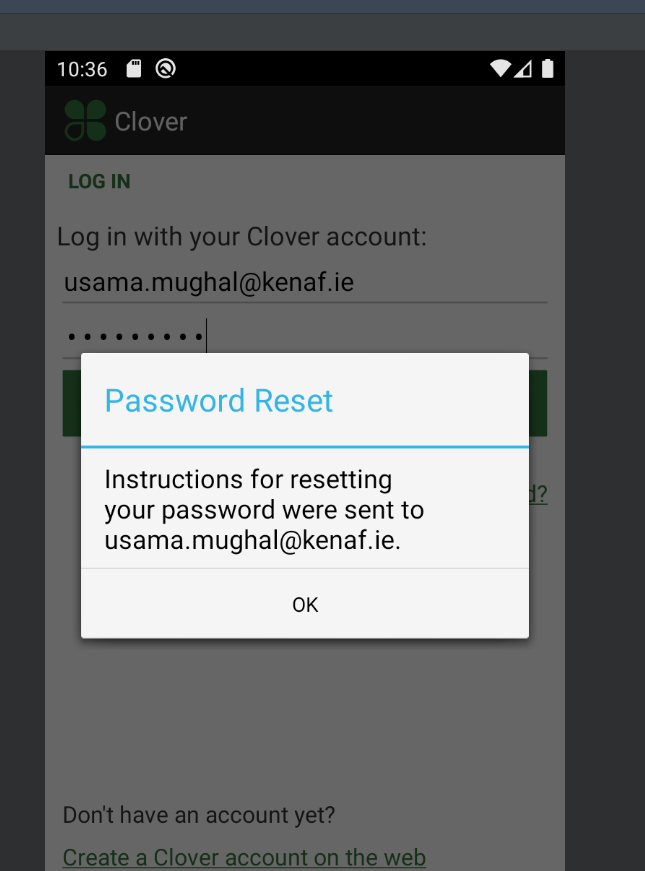 10:36
Clover
LOG IN
Log in with your Clover account:
usama.mughal@kenaf.ie
•••••••••
Password Reset
d?
Instructions for resetting
your password were sent to
usama.mughal@kenaf.ie.
OK
Don't have an account yet?
Create a Clover account on the web